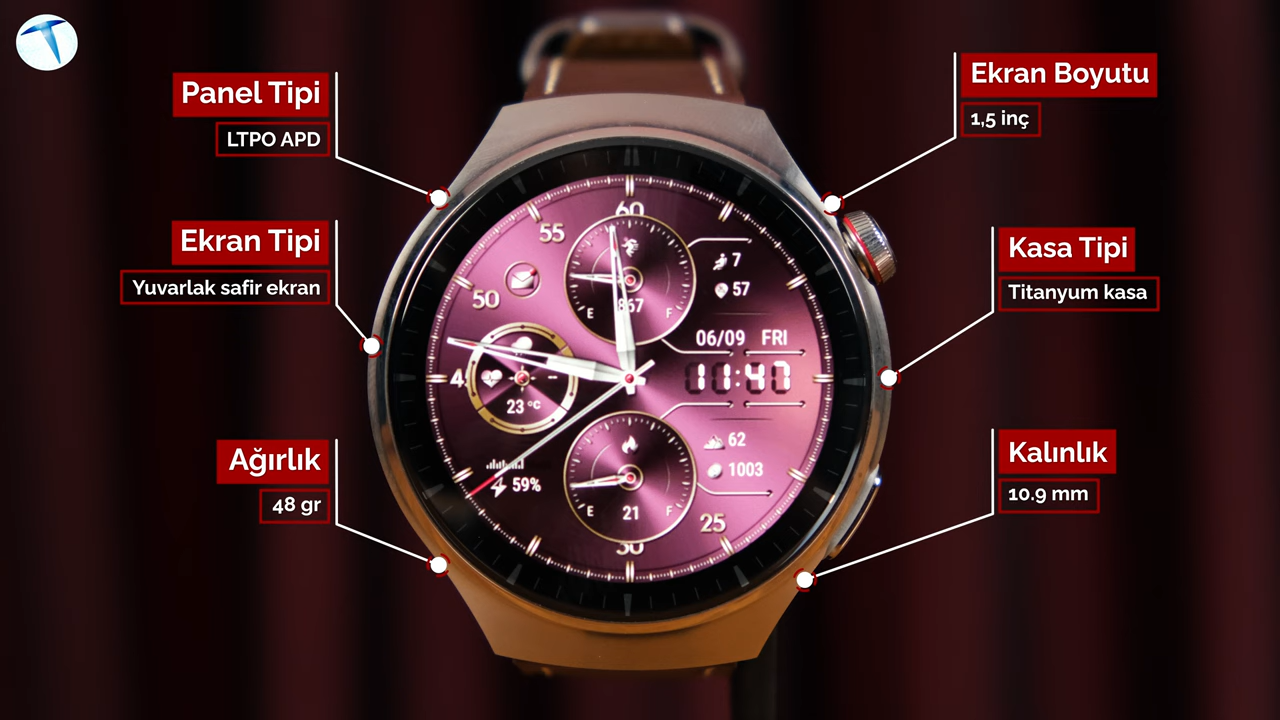 Panel Tipi
LTPO APD
Ekran Tipi
Yuvarlak safir ekran
Ağırlık
48 gr
Ekran Boyutu
1,5 inç
Kasa Tipi
Titanyum kasa
Kalınlık
10.9 mm
60
55
50
25
30
7
57
E
F
06/09 FRI
11:47
23 °C
62
1003
59%
E
21
F